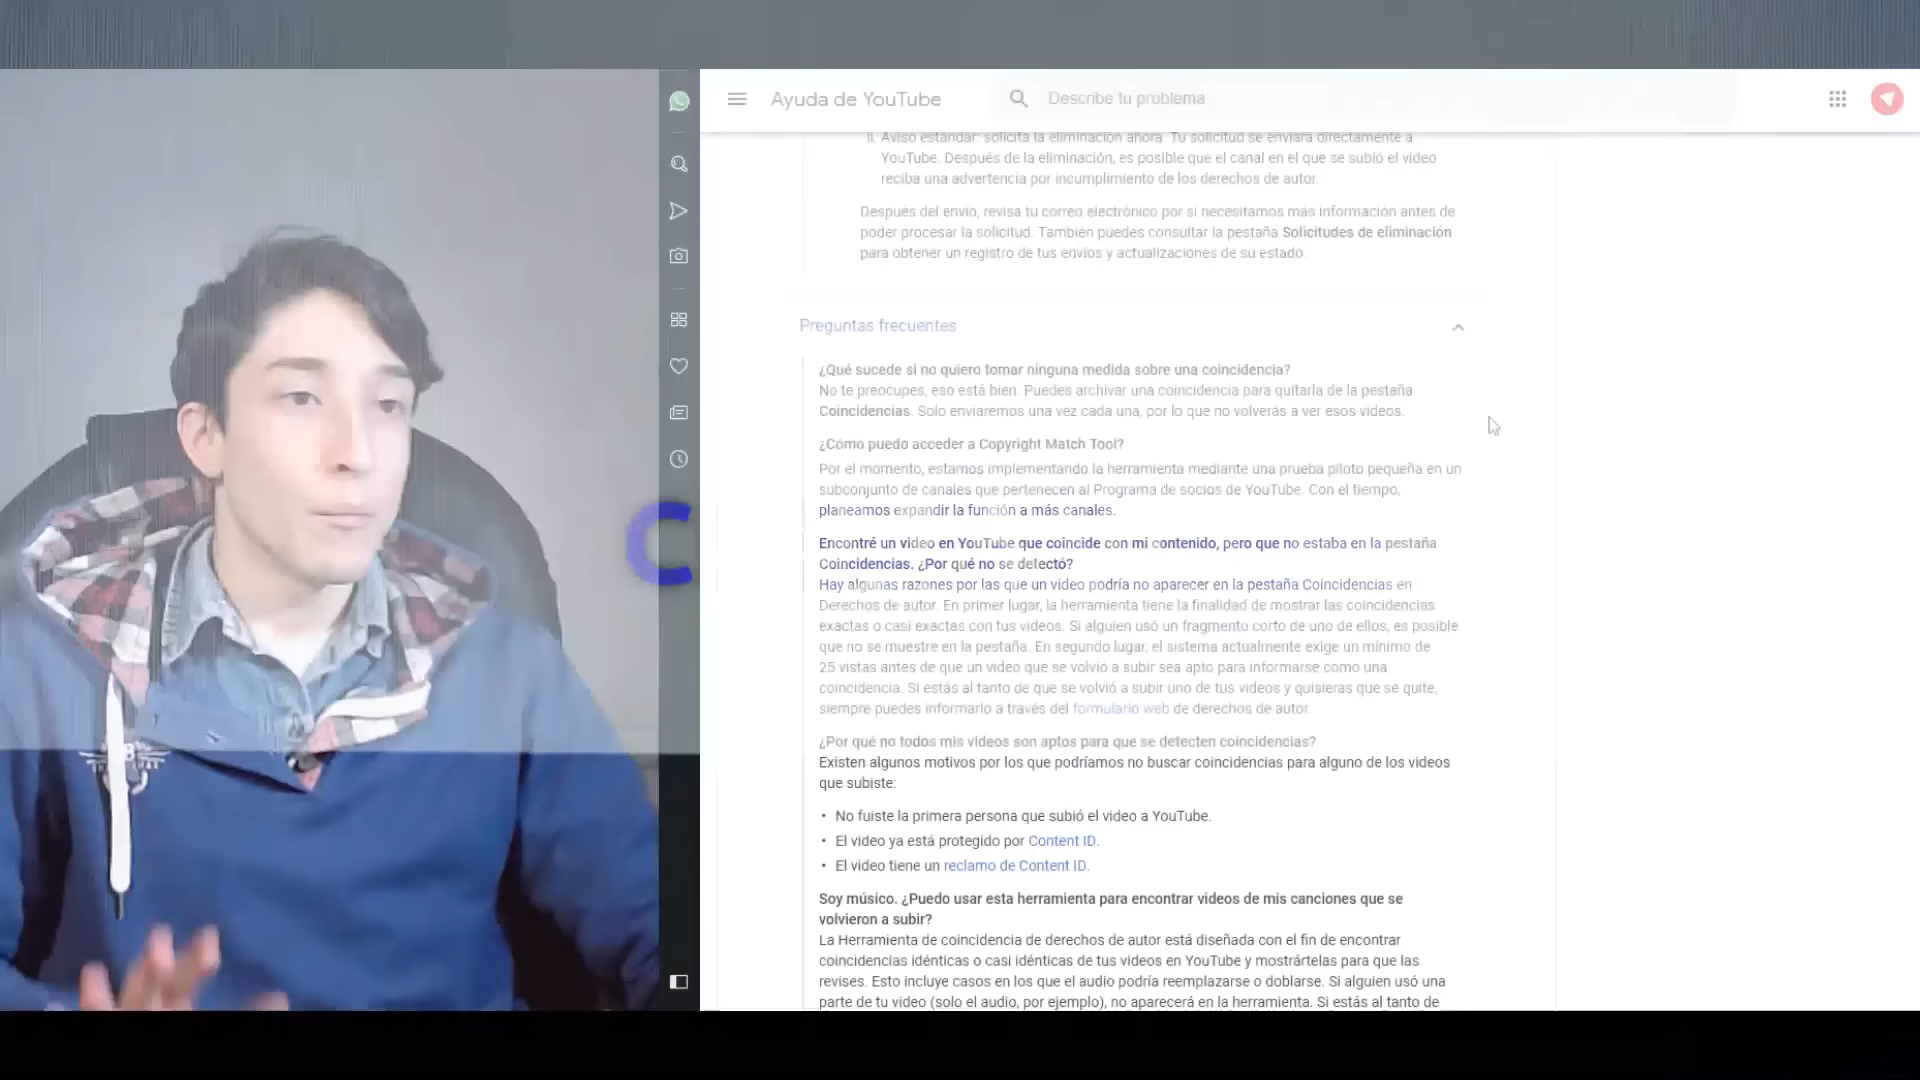 Ayuda de YouTube
Describe tu problema
II. Aviso estándar: solicita la eliminación ahora. Tu solicitud se enviará directamente a
YouTube. Después de la eliminación, es posible que el canal en el que se subió el video
reciba una advertencia por incumplimiento de los derechos de autor.
Después del envío, revisa tu correo electrónico por si necesitamos más información antes de
poder procesar la solicitud. También puedes consultar la pestaña Solicitudes de eliminación
para obtener un registro de tus envíos y actualizaciones de su estado.
Preguntas frecuentes
¿Qué sucede si no quiero tomar ninguna medida sobre una coincidencia?
No te preocupes, eso está bien. Puedes archivar una coincidencia para quitarla de la pestaña
Coincidencias. Solo enviaremos una vez cada una, por lo que no volverás a ver esos videos.
¿Cómo puedo acceder a Copyright Match Tool?
Por el momento, estamos implementando la herramienta mediante una prueba piloto pequeña en un
subconjunto de canales que pertenecen al Programa de socios de YouTube. Con el tiempo,
planeamos expandir la función a más canales.
Encontré un video en YouTube que coincide con mi contenido, pero que no estaba en la pestaña
Coincidencias. ¿Por qué no se detectó?
Hay algunas razones por las que un video podría no aparecer en la pestaña Coincidencias en
Derechos de autor. En primer lugar, la herramienta tiene la finalidad de mostrar las coincidencias
exactas o casi exactas con tus videos. Si alguien usó un fragmento corto de uno de ellos, es posible
que no se muestre en la pestaña. En segundo lugar, el sistema actualmente exige un mínimo de
25 vistas antes de que un video que se volvió a subir sea apto para informarse como una
coincidencia. Si estás al tanto de que se volvió a subir uno de tus videos y quisieras que se quite,
siempre puedes informarlo a través del formulario web de derechos de autor.
¿Por qué no todos mis videos son aptos para que se detecten coincidencias?
Existen algunos motivos por los que podríamos no buscar coincidencias para alguno de los videos
que subiste:
• No fuiste la primera persona que subió el video a YouTube.
• El video ya está protegido por Content ID.
• El video tiene un reclamo de Content ID.
Soy músico. ¿Puedo usar esta herramienta para encontrar videos de mis canciones que se
volvieron a subir?
La Herramienta de coincidencia de derechos de autor está diseñada con el fin de encontrar
coincidencias idénticas o casi idénticas de tus videos en YouTube y mostrártelas para que las
revises. Esto incluye casos en los que el audio podría reemplazarse o doblarse. Si alguien usó una
parte de tu video (solo el audio, por ejemplo), no aparecerá en la herramienta. Si estás al tanto de
C